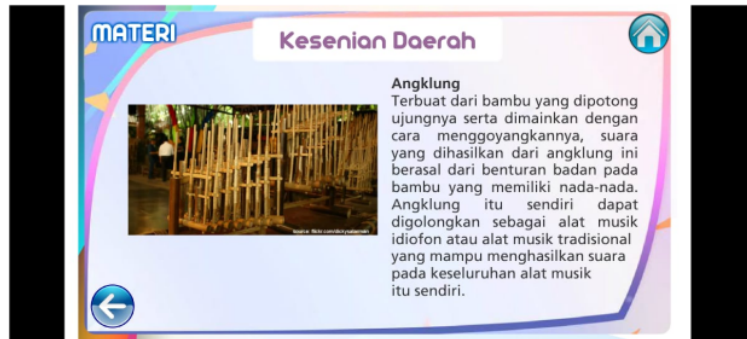 MATERI
Kesenian Daerah
Angklung
Terbuat dari bambu yang dipotong
ujungnya serta dimainkan dengan
cara menggoyangkannya, suara
yang dihasilkan dari angklung ini
berasal dari benturan badan pada
bambu yang memiliki nada-nada.
Angklung itu sendiri dapat
digolongkan sebagai alat musik
idiofon atau alat musik tradisional
yang mampu menghasilkan suara
pada keseluruhan alat musik
itu sendiri.